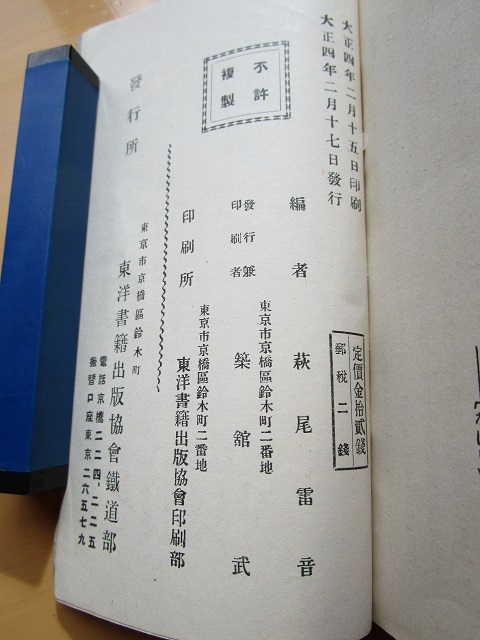 大正四年二月十五日印刷
大正四年二月十七日發行
定價金拾貳錢
郵稅二錢
不許
複製
編者 萩尾雷音
東京市京橋區鈴木町二番地
發行兼
印刷者 築舘武
東京市京橋區鈴木町二番地
印刷所 東洋書籍出版協會印刷部
發行所
東京市京橋區鈴木町
東洋書籍出版協會鐵道部
電話京橋二四、二二五
振替口座東京二六五七九